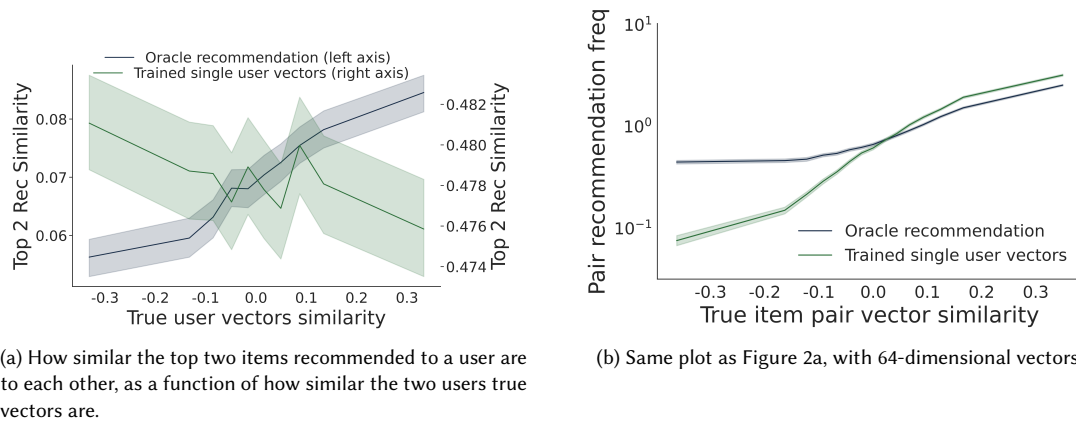 Oracle recommendation (left axis)
Trained single user vectors (right axis)
Top 2 Rec Similarity
0.08
0.07
0.06
0.482
0.480
0.478
0.476
0.474
Top 2 Rec Similarity
-0.3 -0.2 -0.1 0.0 0.1 0.2 0.3
True user vectors similarity
(a) How similar the top two items recommended to a user are
to each other, as a function of how similar the two users true
vectors are.
Pair recommendation freq
10¹
10⁰
10⁻¹
Oracle recommendation
Trained single user vectors
-0.3 -0.2 -0.1 0.0 0.1 0.2 0.3
True item pair vector similarity
(b) Same plot as Figure 2a, with 64-dimensional vectors